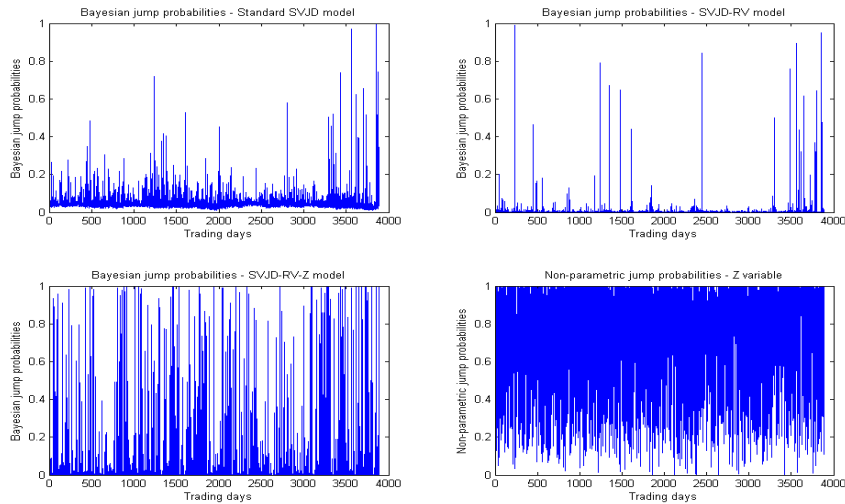 Bayesian jump probabilities - Standard SVJD model
Bayesian jump probabilities
1
0.8
0.6
0.4
0.2
0
0 500 1000 1500 2000 2500 3000 3500 4000
Trading days
Bayesian jump probabilities - SVJD-RV model
Bayesian jump probabilities
1
0.8
0.6
0.4
0.2
0
0 500 1000 1500 2000 2500 3000 3500 4000
Trading days
Bayesian jump probabilities - SVJD-RV-Z model
Bayesian jump probabilities
1
0.8
0.6
0.4
0.2
0
0 500 1000 1500 2000 2500 3000 3500 4000
Trading days
Non-parametric jump probabilities - Z variable
Non-parametric jump probabilities
1
0.8
0.6
0.4
0.2
0
0 500 1000 1500 2000 2500 3000 3500 4000
Trading days